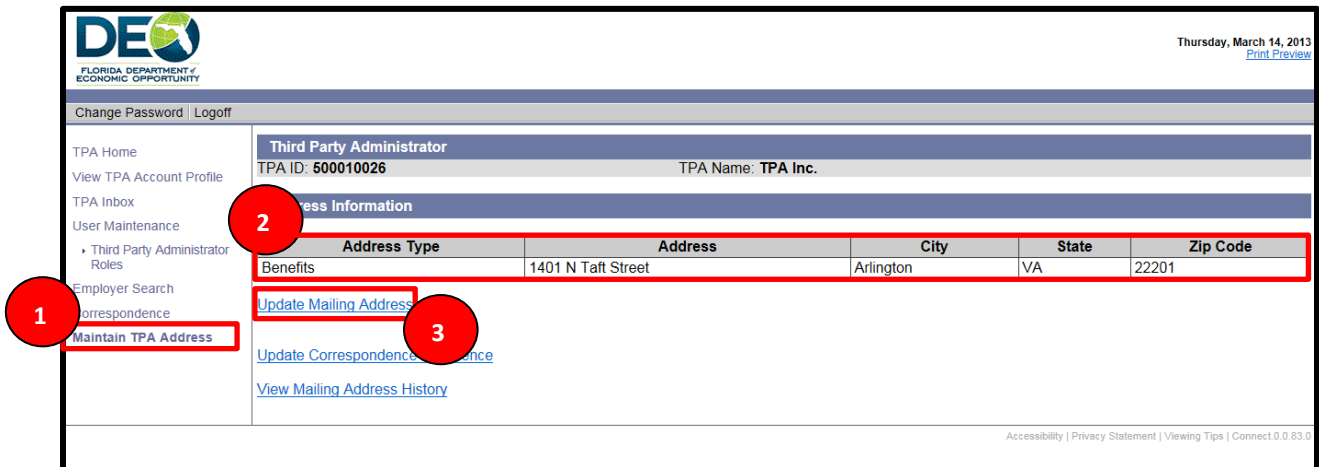 DEO
FLORIDA DEPARTMENT of
ECONOMIC OPPORTUNITY
Thursday, March 14, 2013
Print Preview
Change Password | Logoff
TPA Home
View TPA Account Profile
TPA Inbox
User Maintenance
Third Party Administrator
Roles
Employer Search
Correspondence
Maintain TPA Address
1
Third Party Administrator
TPA ID: 500010026 TPA Name: TPA Inc.
2
ress Information
Address Type Address City State Zip Code
Benefits 1401 N Taft Street Arlington VA 22201
Update Mailing Address
3
Update Correspondence ence
View Mailing Address History
Accessibility | Privacy Statement | Viewing Tips | Connect.0.0.83.0